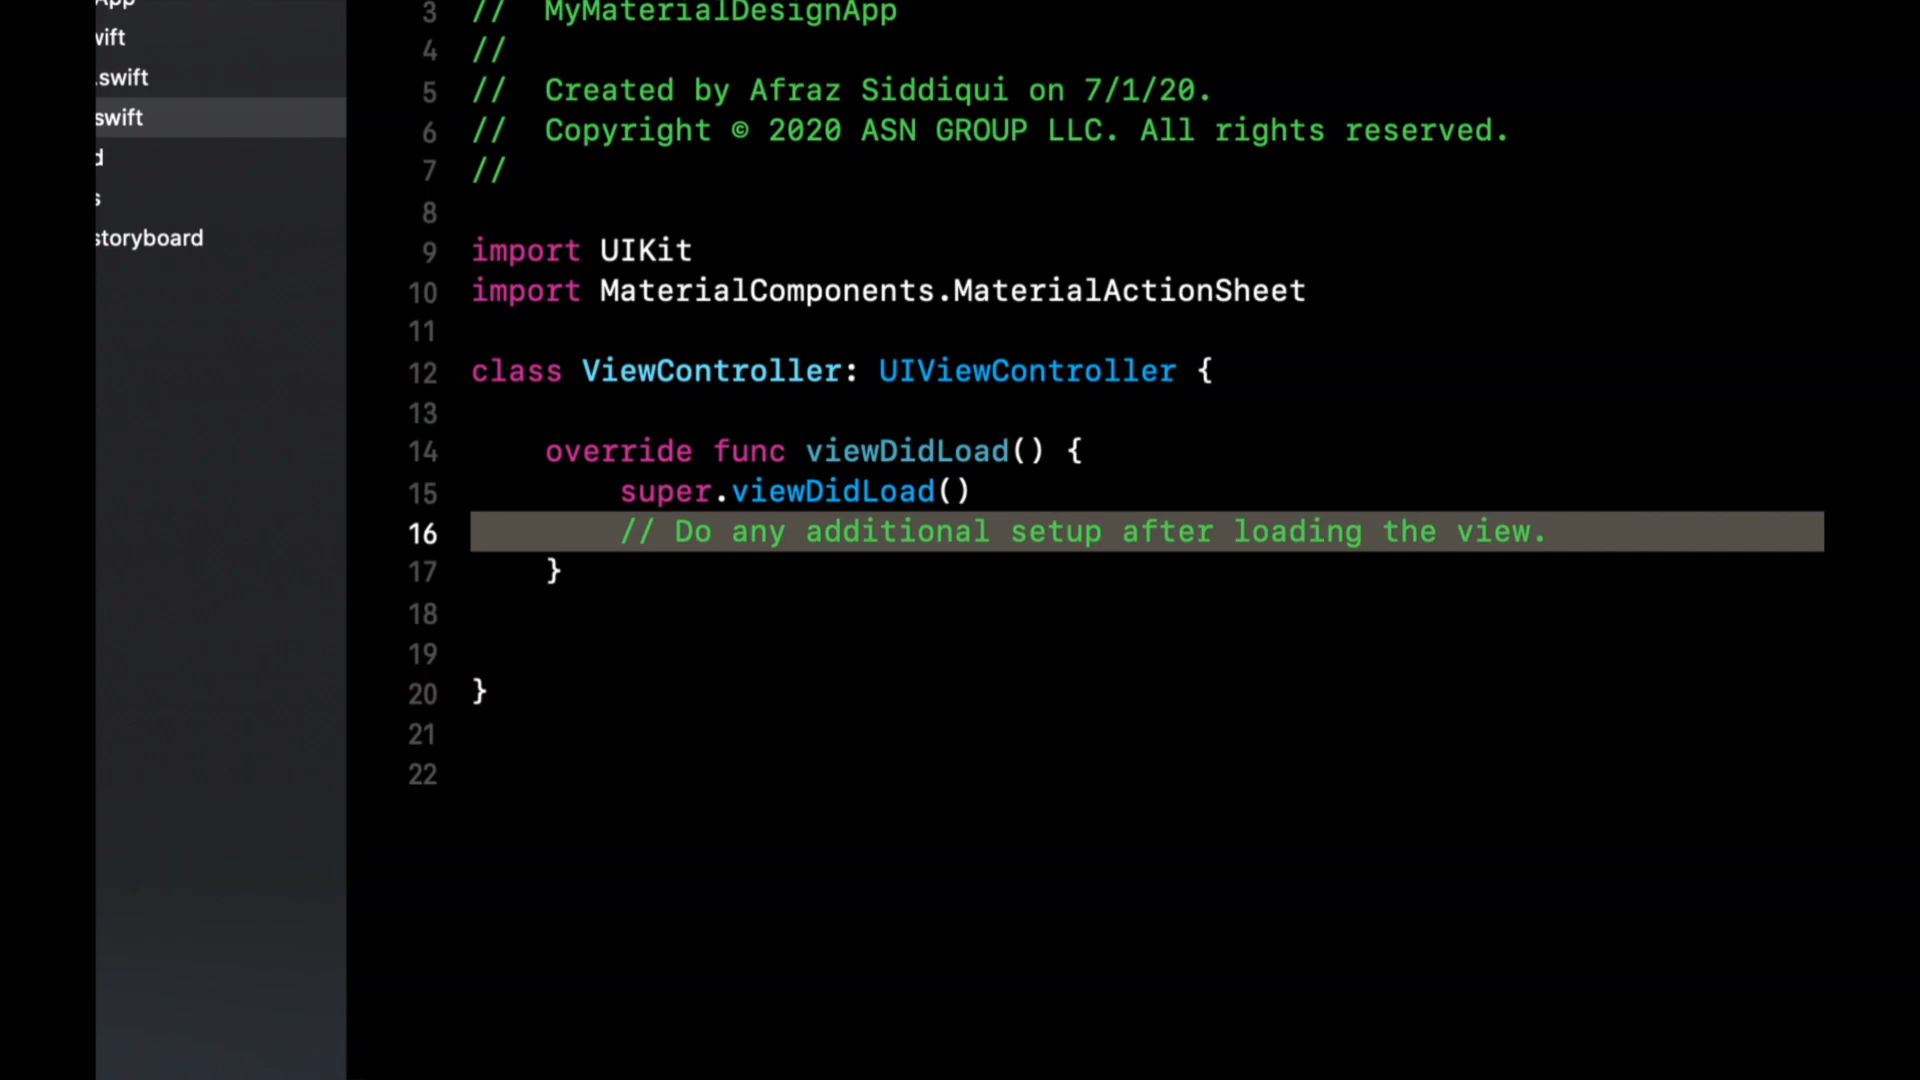 swift
.swift
storyboard
3 // MyMaterialDesignApp
4 //
5 // Created by Afraz Siddiqui on 7/1/20.
6 // Copyright © 2020 ASN GROUP LLC. All rights reserved.
7 //
8
9 import UIKit
10 import MaterialComponents.MaterialActionSheet
11
12 class ViewController: UIViewController {
13
14 override func viewDidLoad() {
15 super.viewDidLoad()
16 // Do any additional setup after loading the view.
17 }
18
19
20 }
21
22